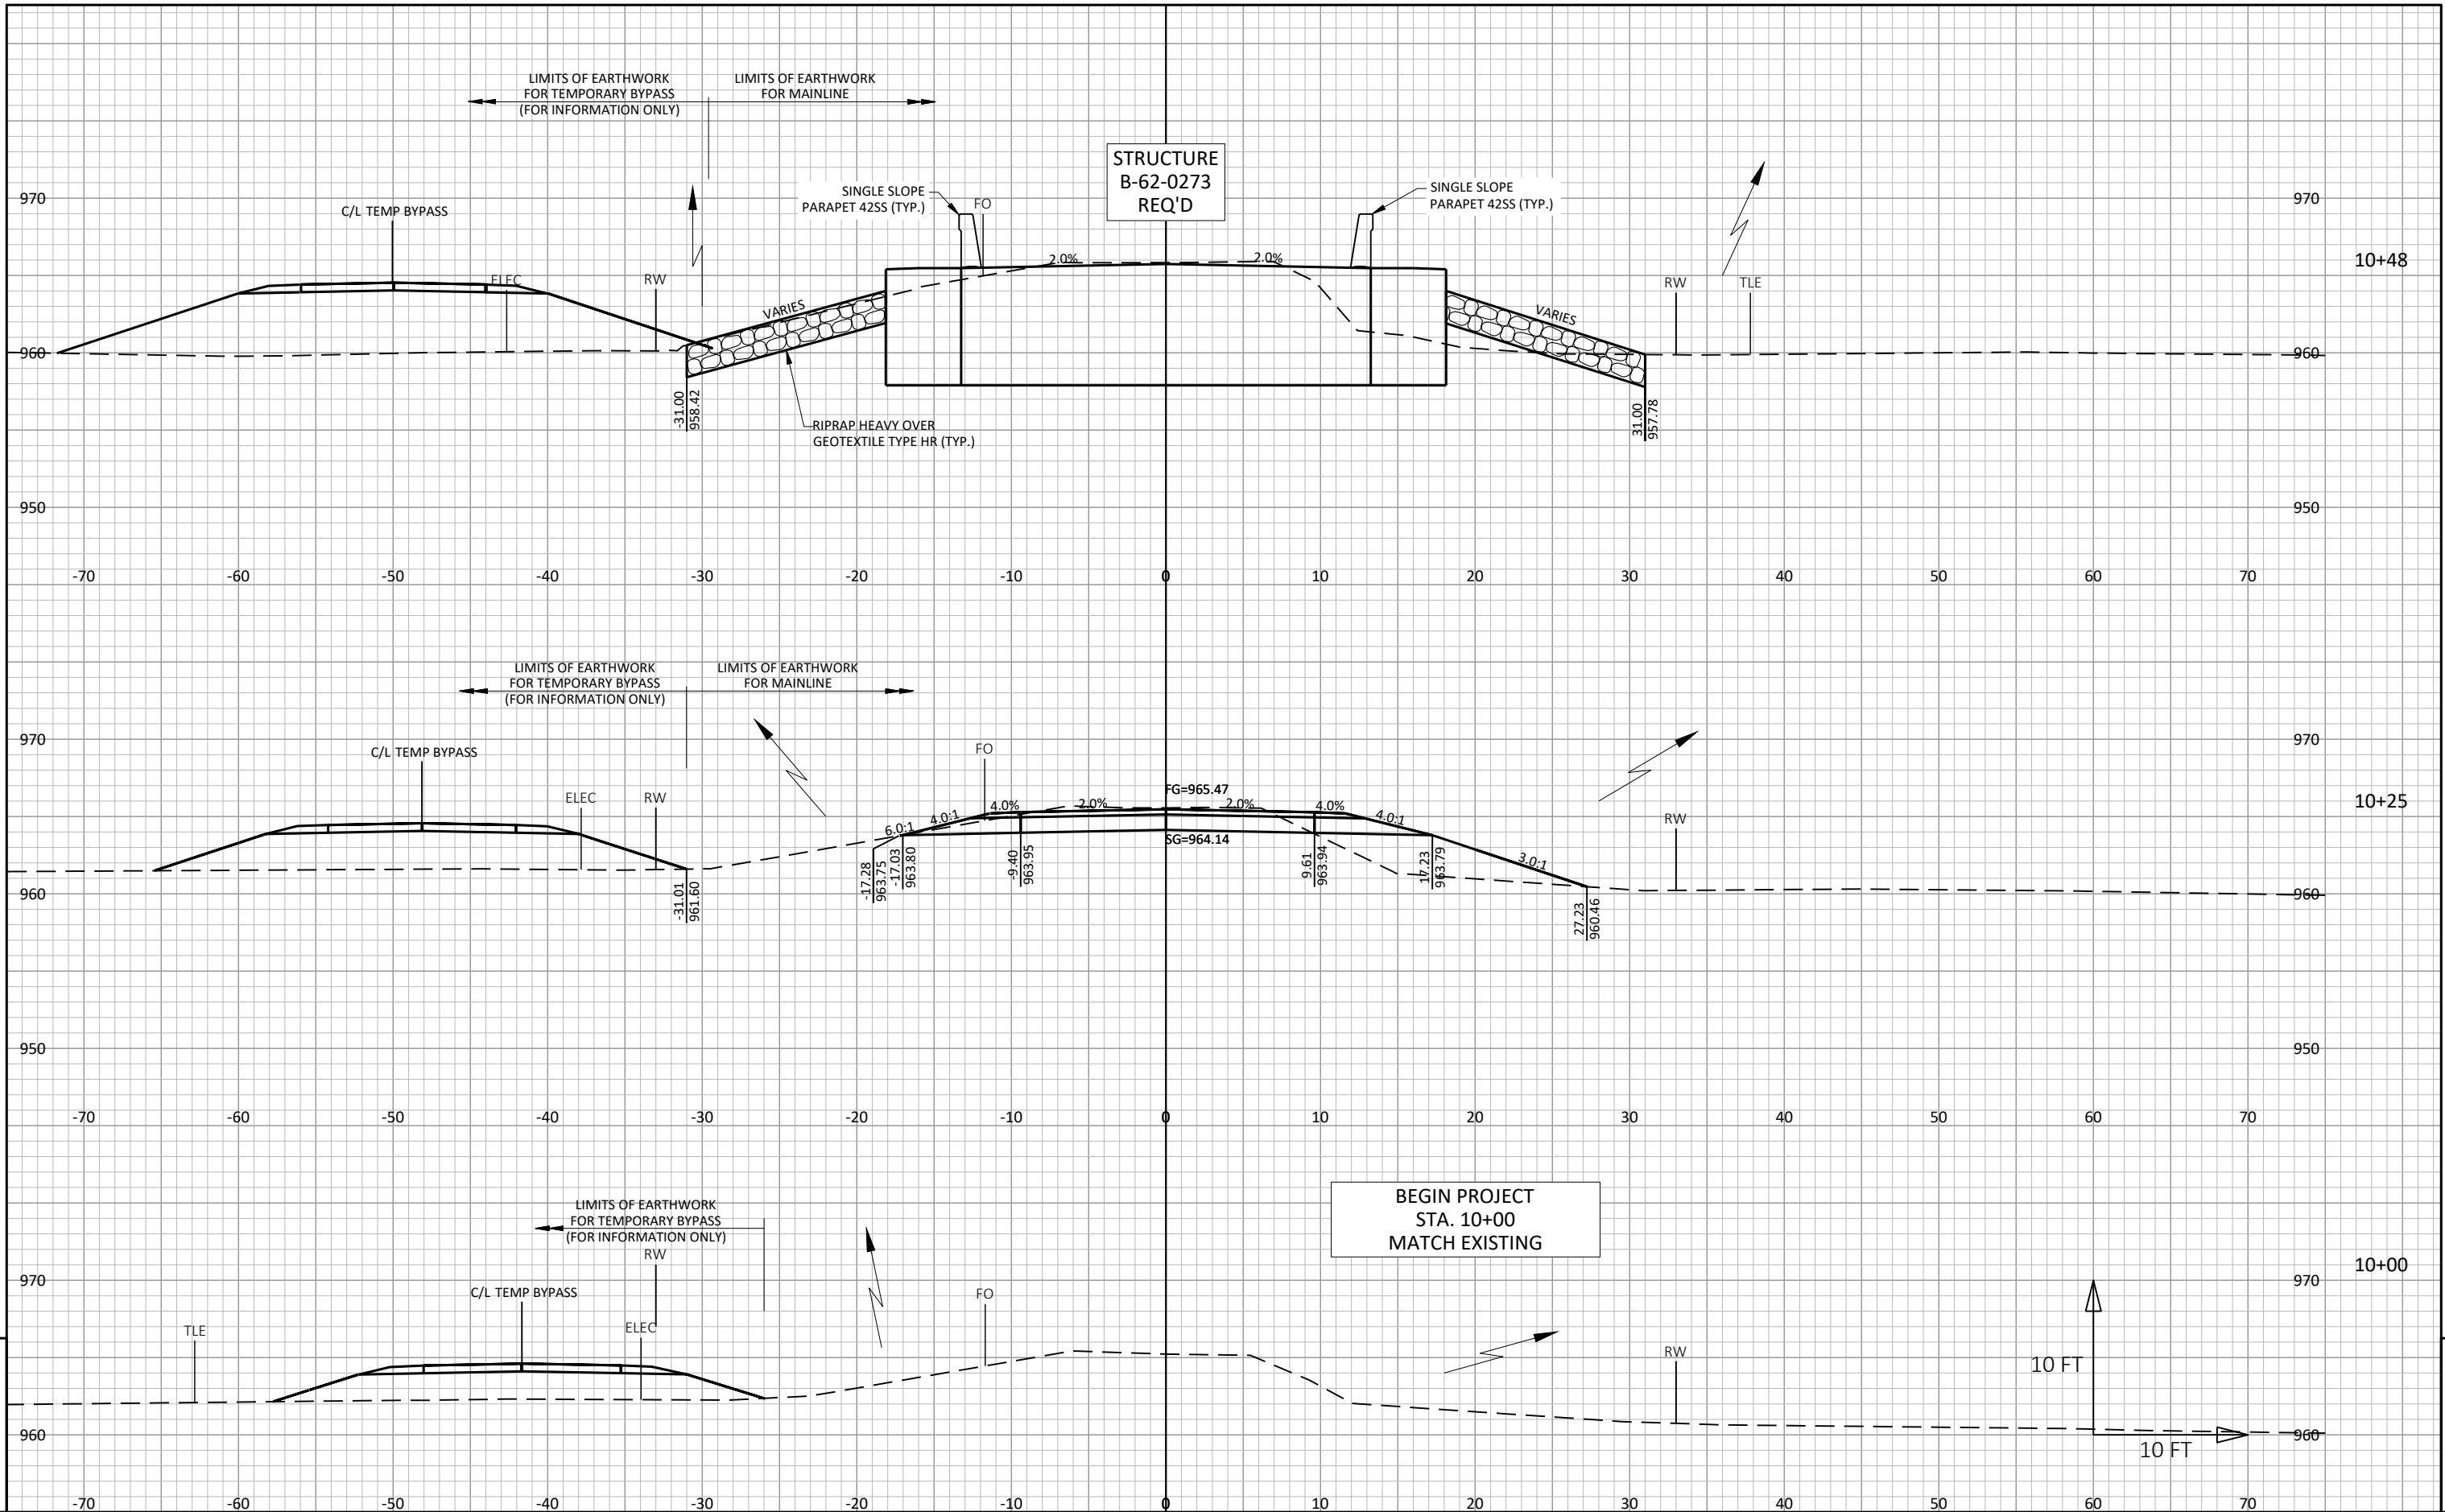 LIMITS OF EARTHWORK
FOR TEMPORARY BYPASS
(FOR INFORMATION ONLY)
LIMITS OF EARTHWORK
FOR MAINLINE
STRUCTURE
B-62-0273
REQ'D
SINGLE SLOPE
PARAPET 42SS (TYP.)
FO
SINGLE SLOPE
PARAPET 42SS (TYP.)
970
970
C/L TEMP BYPASS
10+48
2.0%
2.0%
ELEC
RW
RW
TLE
VARIES
VARIES
960
960
-31.00
958.42
31.00
957.78
RIPRAP HEAVY OVER
GEOTEXTILE TYPE HR (TYP.)
950
950
-70 -60 -50 -40 -30 -20 -10 0 10 20 30 40 50 60 70
LIMITS OF EARTHWORK
FOR TEMPORARY BYPASS
(FOR INFORMATION ONLY)
LIMITS OF EARTHWORK
FOR MAINLINE
970
970
C/L TEMP BYPASS
FO
10+25
ELEC
RW
RW
FG=965.47
6.0:1
4.0:1
4.0%
2.0%
2.0%
4.0%
4.0:1
3.0:1
SG=964.14
-31.01
961.60
-17.28
963.75
-17.03
963.80
-9.40
963.95
9.61
963.94
17.23
963.79
27.23
960.46
960
960
950
950
-70 -60 -50 -40 -30 -20 -10 0 10 20 30 40 50 60 70
LIMITS OF EARTHWORK
FOR TEMPORARY BYPASS
(FOR INFORMATION ONLY)
RW
BEGIN PROJECT
STA. 10+00
MATCH EXISTING
970
970
10+00
C/L TEMP BYPASS
FO
TLE
ELEC
RW
10 FT
960
960
10 FT
-70 -60 -50 -40 -30 -20 -10 0 10 20 30 40 50 60 70